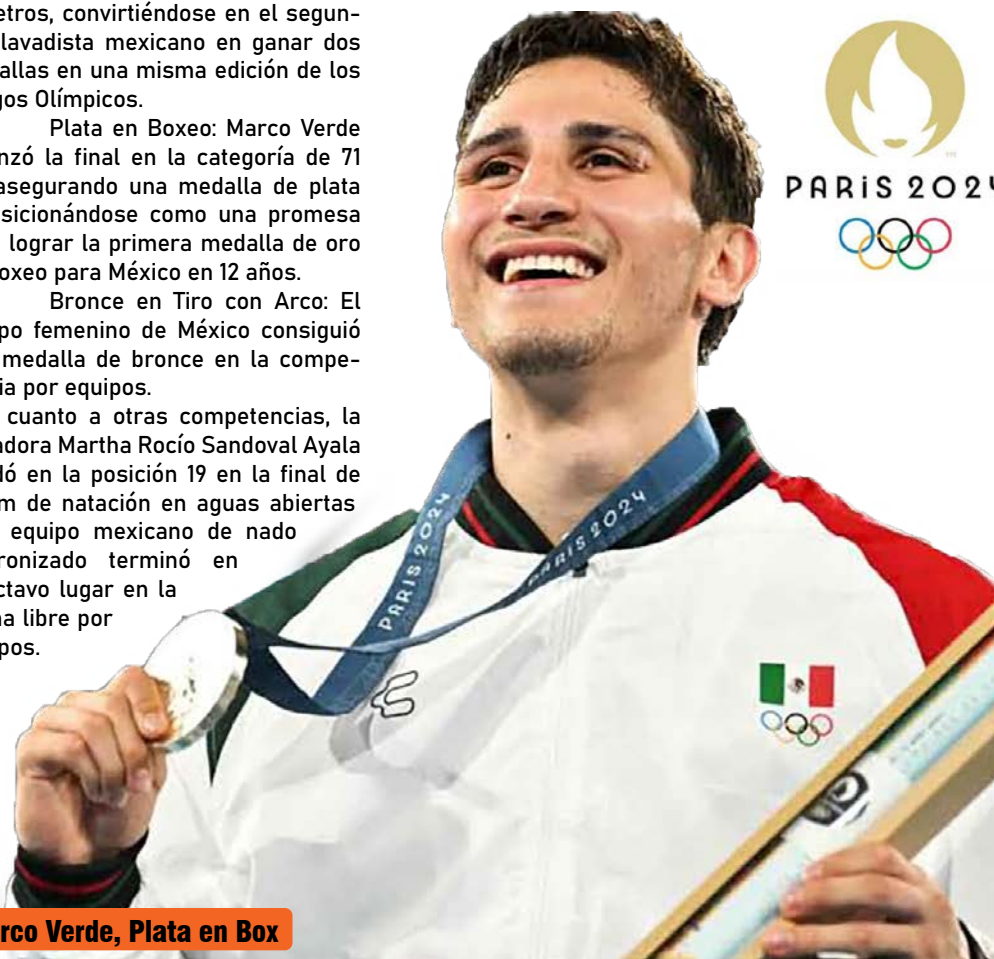 etros, convirtiéndose en el segun-
lavadista mexicano en ganar dos
allas en una misma edición de los
gos Olímpicos.
Plata en Boxeo: Marco Verde
nzó la final en la categoría de 71
asegurando una medalla de plata
sicionándose como una promesa
lograr la primera medalla de oro
oxeo para México en 12 años.
Bronce en Tiro con Arco: El
po femenino de México consiguió
medalla de bronce en la compe-
ia por equipos.
cuanto a otras competencias, la
adora Martha Rocío Sandoval Ayala
dó en la posición 19 en la final de
m de natación en aguas abiertas
equipo mexicano de nado
ronizado terminó en
ctavo lugar en la
na libre por
pos.
PARIS 2024
PARIS 2024
PARIS 2024
rco Verde, Plata en Box